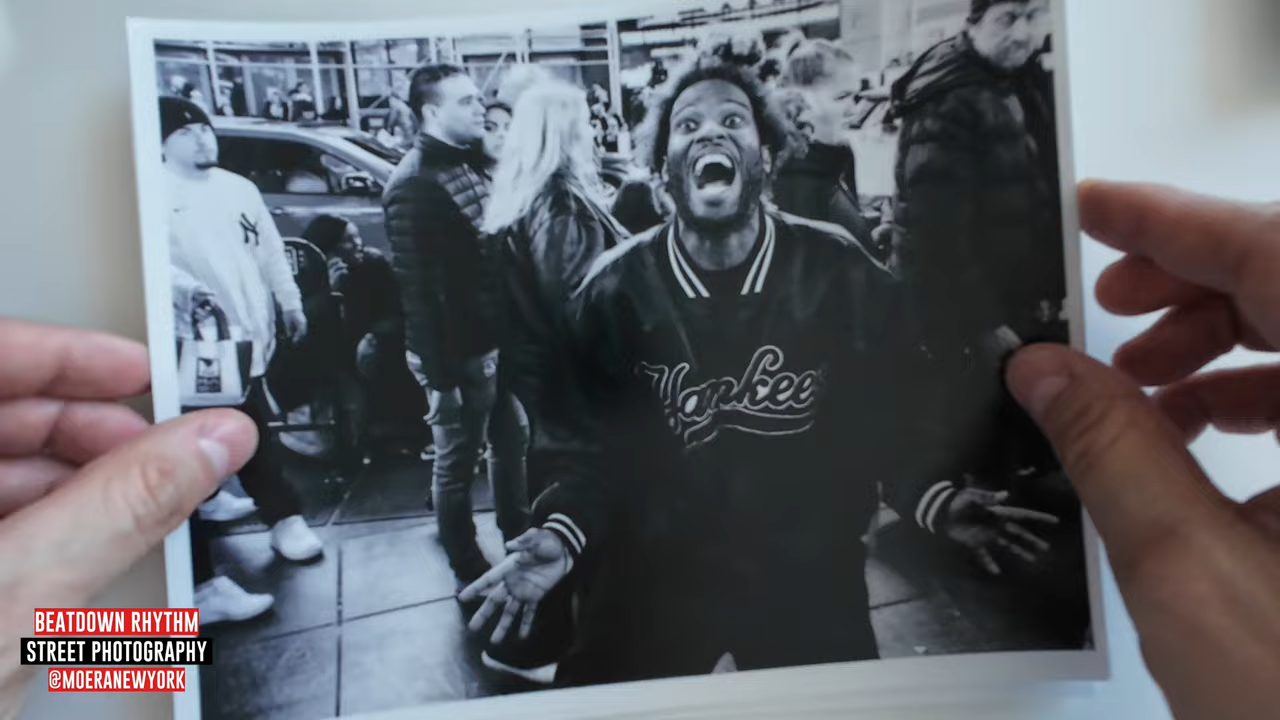 NY
Yankees
BEATDOWN RHYTHM
STREET PHOTOGRAPHY
@MOERANEWYORK